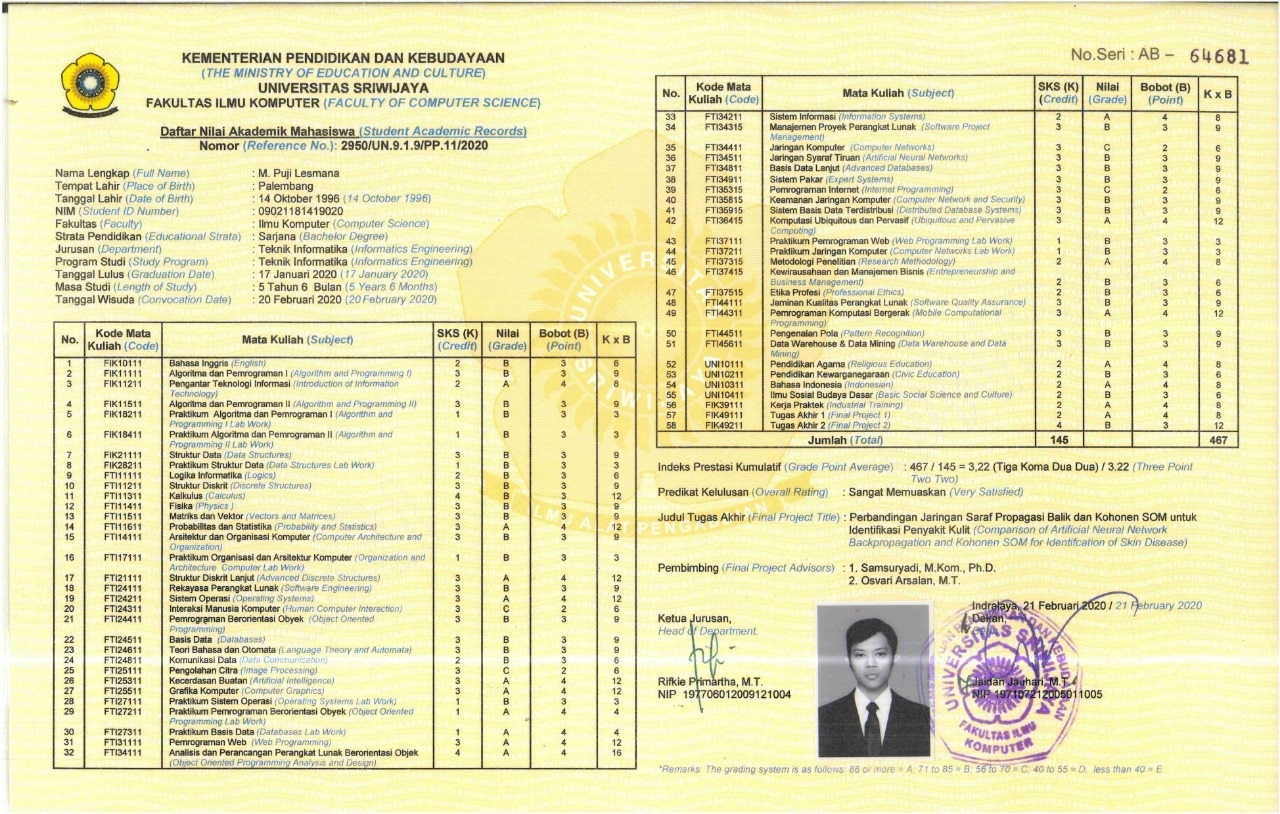 KEMENTERIAN PENDIDIKAN DAN KEBUDAYAAN
(THE MINISTRY OF EDUCATION AND CULTURE)
UNIVERSITAS SRIWIJAYA
FAKULTAS ILMU KOMPUTER (FACULTY OF COMPUTER SCIENCE)
Daftar Nilai Akademik Mahasiswa (Student Academic Records)
Nomor (Reference No.): 2950/UN.9.1.9/PP.11/2020
Nama Lengkap (Full Name) : M. Puji Lesmana
Tempat Lahir (Place of Birth) : Palembang
Tanggal Lahir (Date of Birth) : 14 Oktober 1996 (14 October 1996)
NIM (Student ID Number) : 09021181419020
Fakultas (Faculty) : Ilmu Komputer (Computer Science)
Strata Pendidikan (Educational Strata) : Sarjana (Bachelor Degree)
Jurusan (Department) : Teknik Informatika (Informatics Engineering)
Program Studi (Study Program) : Teknik Informatika (Informatics Engineering)
Tanggal Lulus (Graduation Date) : 17 Januari 2020 (17 January 2020)
Masa Studi (Length of Study) : 5 Tahun 6 Bulan (5 Years 6 Months)
Tanggal Wisuda (Convocation Date) : 20 Februari 2020 (20 February 2020)
No. Kode Mata Kuliah (Code) Mata Kuliah (Subject) SKS (K) (Credit) Nilai (Grade) Bobot (B) (Point) K x B
1 FIK10111 Bahasa Inggris (English) 2 B 3 6
2 FIK11111 Algoritma dan Pemrograman I (Algorithm and Programming I) 3 B 3 9
3 FIK11211 Pengantar Teknologi Informasi (Introduction of Information 2 A 4 8
Technology)
4 FIK11511 Algoritma dan Pemrograman II (Algorithm and Programming II) 3 B 3 9
5 FIK18211 Praktikum Algoritma dan Pemrograman I (Algorithm and 1 B 3 3
Programming I Lab Work)
6 FIK18411 Praktikum Algoritma dan Pemrograman II (Algorithm and 1 B 3 3
Programming II Lab Work)
7 FIK21111 Struktur Data (Data Structures) 3 B 3 9
8 FIK28211 Praktikum Struktur Data (Data Structures Lab Work) 1 B 3 3
9 FTI11111 Logika Informatika (Logics) 2 B 3 6
10 FTI11211 Struktur Diskrit (Discrete Structures) 3 B 3 9
11 FTI11311 Kalkulus (Calculus) 4 B 3 12
12 FTI11411 Fisika (Physics ) 3 B 3 9
13 FTI11511 Matriks dan Vektor (Vectors and Matrices) 3 B 3 9
14 FTI11611 Probabilitas dan Statistika (Probability and Statistics) 3 A 4 12
15 FTI14111 Arsitektur dan Organisasi Komputer (Computer Architecture and 3 B 3 9
Organization)
16 FTI17111 Praktikum Organisasi dan Arsitektur Komputer (Organization and 1 B 3 3
Architecture Computer Lab Work)
17 FTI21111 Struktur Diskrit Lanjut (Advanced Discrete Structures) 3 A 4 12
18 FTI24111 Rekayasa Perangkat Lunak (Software Engineering) 3 B 3 9
19 FTI24211 Sistem Operasi (Operating Systems) 3 A 4 12
20 FTI24311 Interaksi Manusia Komputer (Human Computer Interaction) 3 C 2 6
21 FTI24411 Pemrograman Berorientasi Obyek (Object Oriented 3 B 3 9
Programming)
22 FTI24511 Basis Data (Databases) 3 B 3 9
23 FTI24611 Teori Bahasa dan Otomata (Language Theory and Automata) 3 B 3 9
24 FTI24811 Komunikasi Data (Data Communication) 2 B 3 6
25 FTI25111 Pengolahan Citra (Image Processing) 3 C 2 6
26 FTI25311 Kecerdasan Buatan (Artificial Intelligence) 3 A 4 12
27 FTI25511 Grafika Komputer (Computer Graphics) 3 A 4 12
28 FTI27111 Praktikum Sistem Operasi (Operating Systems Lab Work) 1 B 3 3
29 FTI27211 Praktikum Pemrograman Berorientasi Obyek (Object Oriented 1 A 4 4
Programming Lab Work)
30 FTI27311 Praktikum Basis Data (Databases Lab Work) 1 A 4 4
31 FTI31111 Pemrograman Web (Web Programming) 3 A 4 12
32 FTI34111 Analisis dan Perancangan Perangkat Lunak Berorientasi Objek 4 A 4 16
(Object Oriented Programming Analysis and Design)
No.Seri : AB – 64681
No. Kode Mata Kuliah (Code) Mata Kuliah (Subject) SKS (K) (Credit) Nilai (Grade) Bobot (B) (Point) K x B
33 FTI34211 Sistem Informasi (Information Systems) 2 A 4 8
34 FTI34315 Manajemen Proyek Perangkat Lunak (Software Project 3 B 3 9
Management)
35 FTI34411 Jaringan Komputer (Computer Networks) 3 C 2 6
36 FTI34511 Jaringan Syaraf Tiruan (Artificial Neural Networks) 3 B 3 9
37 FTI34811 Basis Data Lanjut (Advanced Databases) 3 B 3 9
38 FTI34911 Sistem Pakar (Expert Systems) 3 B 3 9
39 FTI35315 Pemrograman Internet (Internet Programming) 3 C 2 6
40 FTI35815 Keamanan Jaringan Komputer (Computer Network and Security) 3 B 3 9
41 FTI35915 Sistem Basis Data Terdistribusi (Distributed Database Systems) 3 B 3 9
42 FTI36415 Komputasi Ubiquitous dan Pervasif (Ubiquitous and Pervasive 3 A 4 12
Computing)
43 FTI37111 Praktikum Pemrograman Web (Web Programming Lab Work) 1 B 3 3
44 FTI37211 Praktikum Jaringan Komputer (Computer Networks Lab Work) 1 B 3 3
45 FTI37315 Metodologi Penelitian (Research Methodology) 2 A 4 8
46 FTI37415 Kewirausahaan dan Manajemen Bisnis (Entrepreneurship and
Business Management) 2 B 3 6
47 FTI37515 Etika Profesi (Professional Ethics) 2 B 3 6
48 FTI44111 Jaminan Kualitas Perangkat Lunak (Software Quality Assurance) 3 B 3 9
49 FTI44311 Pemrograman Komputasi Bergerak (Mobile Computational 3 A 4 12
Programming)
50 FTI44511 Pengenalan Pola (Pattern Recognition) 3 B 3 9
51 FTI45611 Data Warehouse & Data Mining (Data Warehouse and Data 3 B 3 9
Mining)
52 UNI10111 Pendidikan Agama (Religious Education) 2 A 4 8
53 UNI10211 Pendidikan Kewarganegaraan (Civic Education) 2 B 3 6
54 UNI10311 Bahasa Indonesia (Indonesian) 2 A 4 8
55 UNI10411 Ilmu Sosial Budaya Dasar (Basic Social Science and Culture) 2 B 3 6
56 FIK39111 Kerja Praktek (Industrial Training) 2 A 4 8
57 FIK49111 Tugas Akhir 1 (Final Project 1) 2 A 4 8
58 FIK49211 Tugas Akhir 2 (Final Project 2) 4 B 3 12
Jumlah (Total) 145 467
Indeks Prestasi Kumulatif (Grade Point Average) : 467 / 145 = 3,22 (Tiga Koma Dua Dua) / 3.22 (Three Point
Two Two)
Predikat Kelulusan (Overall Rating) : Sangat Memuaskan (Very Satisfied)
Judul Tugas Akhir (Final Project Title) : Perbandingan Jaringan Saraf Propagasi Balik dan Kohonen SOM untuk
Identifikasi Penyakit Kulit (Comparison of Artificial Neural Network
Backpropagation and Kohonen SOM for Identifcation of Skin Disease)
Pembimbing (Final Project Advisors) : 1. Samsuryadi, M.Kom., Ph.D.
2. Osvari Arsalan, M.T.
Indralaya, 21 Februari 2020 / 21 February 2020
Ketua Jurusan, Dekan,
Head of Department,
Rifkie Primartha, M.T. Jaidan Jauhari, M.T.
NIP 197706012009121004 NIP 197107212005011005
UNIVERSITAS SRIWIJAYA
FAKULTAS ILMU
KOMPUTER
*Remarks: The grading system is as follows: 86 or more = A, 71 to 85 = B, 56 to 70 = C, 40 to 55 = D, less than 40 = E
UNIVERSITAS
SRIWIJAYA
ILMU ALAT PENGABDIAN